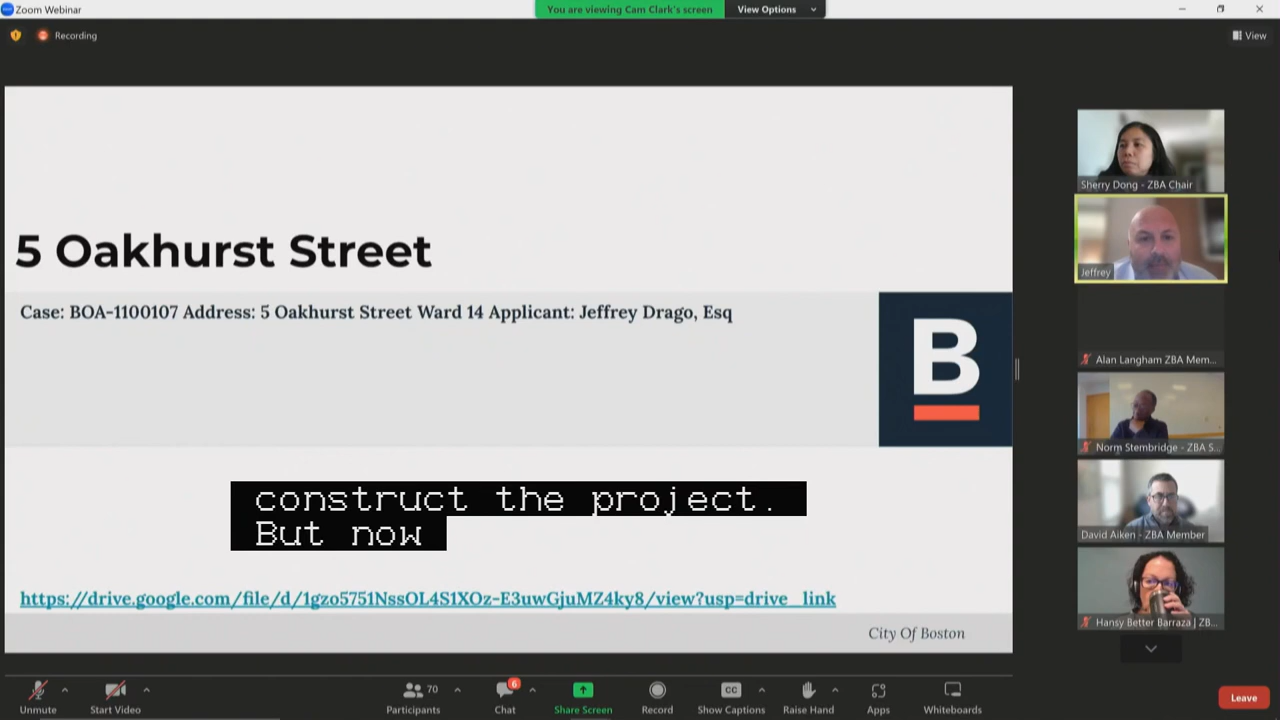 Zoom Webinar
You are viewing Cam Clark's screen
View Options
Recording
View
5 Oakhurst Street
Case: BOA-1100107 Address: 5 Oakhurst Street Ward 14 Applicant: Jeffrey Drago, Esq
B
construct the project.
But now
https://drive.google.com/file/d/1gzo5751NssOL4S1XOz-E3uwGjuMZ4ky8/view?usp=drive_link
City Of Boston
Sherry Dong - ZBA Chair
Jeffrey
Alan Langham ZBA Mem...
Norm Stembridge - ZBA S...
David Aiken - ZBA Member
Hansy Better Barraza | ZB...
Unmute
Start Video
70
Participants
6
Chat
Share Screen
Record
CC
Show Captions
Raise Hand
Apps
Whiteboards
Leave